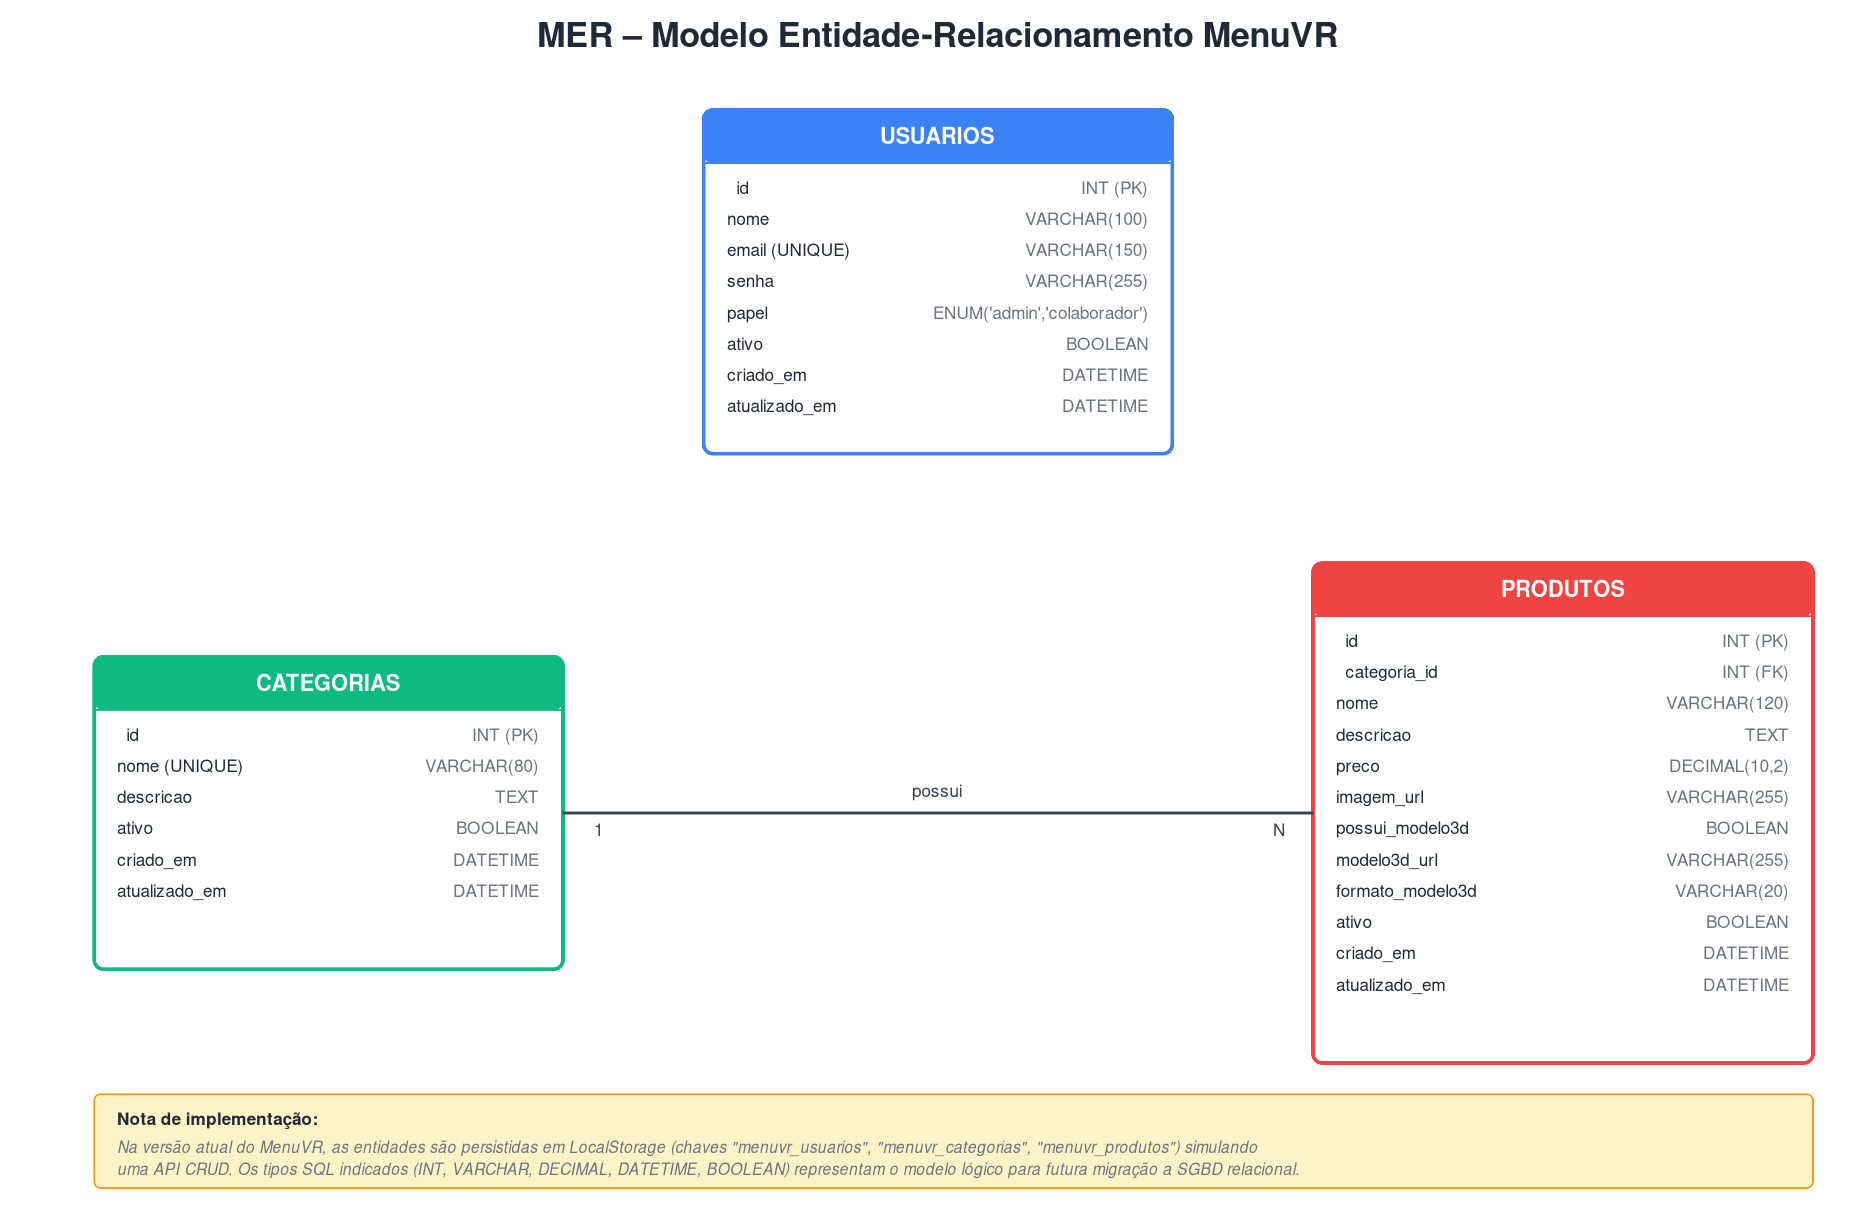 MER – Modelo Entidade-Relacionamento MenuVR
USUARIOS
id INT (PK)
nome VARCHAR(100)
email (UNIQUE) VARCHAR(150)
senha VARCHAR(255)
papel ENUM('admin','colaborador')
ativo BOOLEAN
criado_em DATETIME
atualizado_em DATETIME
CATEGORIAS
id INT (PK)
nome (UNIQUE) VARCHAR(80)
descricao TEXT
ativo BOOLEAN
criado_em DATETIME
atualizado_em DATETIME
possui
1
N
PRODUTOS
id INT (PK)
categoria_id INT (FK)
nome VARCHAR(120)
descricao TEXT
preco DECIMAL(10,2)
imagem_url VARCHAR(255)
possui_modelo3d BOOLEAN
modelo3d_url VARCHAR(255)
formato_modelo3d VARCHAR(20)
ativo BOOLEAN
criado_em DATETIME
atualizado_em DATETIME
Nota de implementação:
Na versão atual do MenuVR, as entidades são persistidas em LocalStorage (chaves "menuvr_usuarios", "menuvr_categorias", "menuvr_produtos") simulando
uma API CRUD. Os tipos SQL indicados (INT, VARCHAR, DECIMAL, DATETIME, BOOLEAN) representam o modelo lógico para futura migração a SGBD relacional.